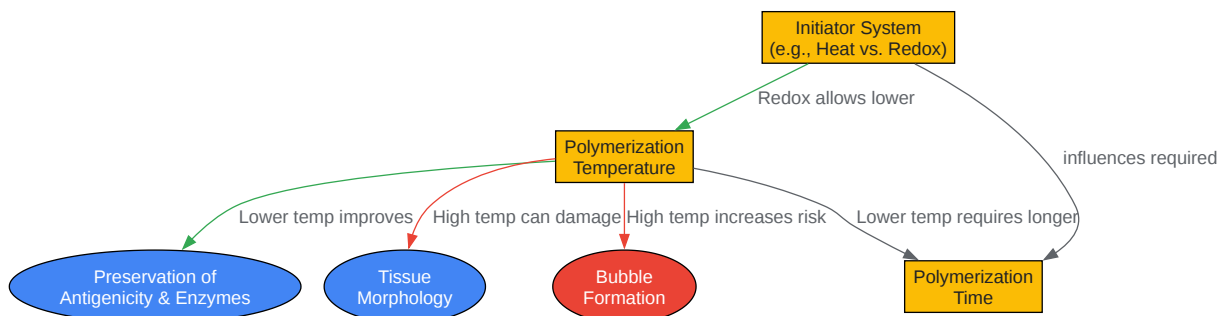 Initiator System
(e.g., Heat vs. Redox)
Redox allows lower
Polymerization
Temperature
influences required
Lower temp improves
High temp can damage
High temp increases risk
Lower temp requires longer
Preservation of
Antigenicity & Enzymes
Tissue
Morphology
Bubble
Formation
Polymerization
Time